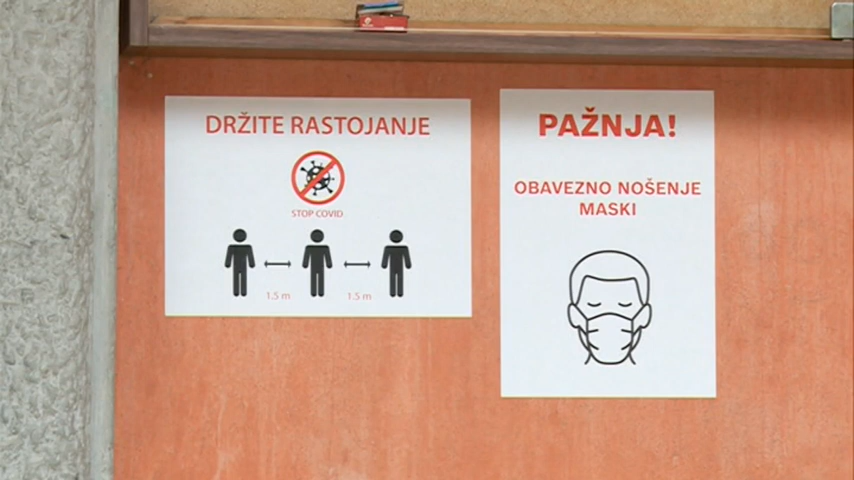 DRŽITE RASTOJANJE
STOP COVID
1.5 m 1.5 m
PAŽNJA!
OBAVEZNO NOŠENJE
MASKI